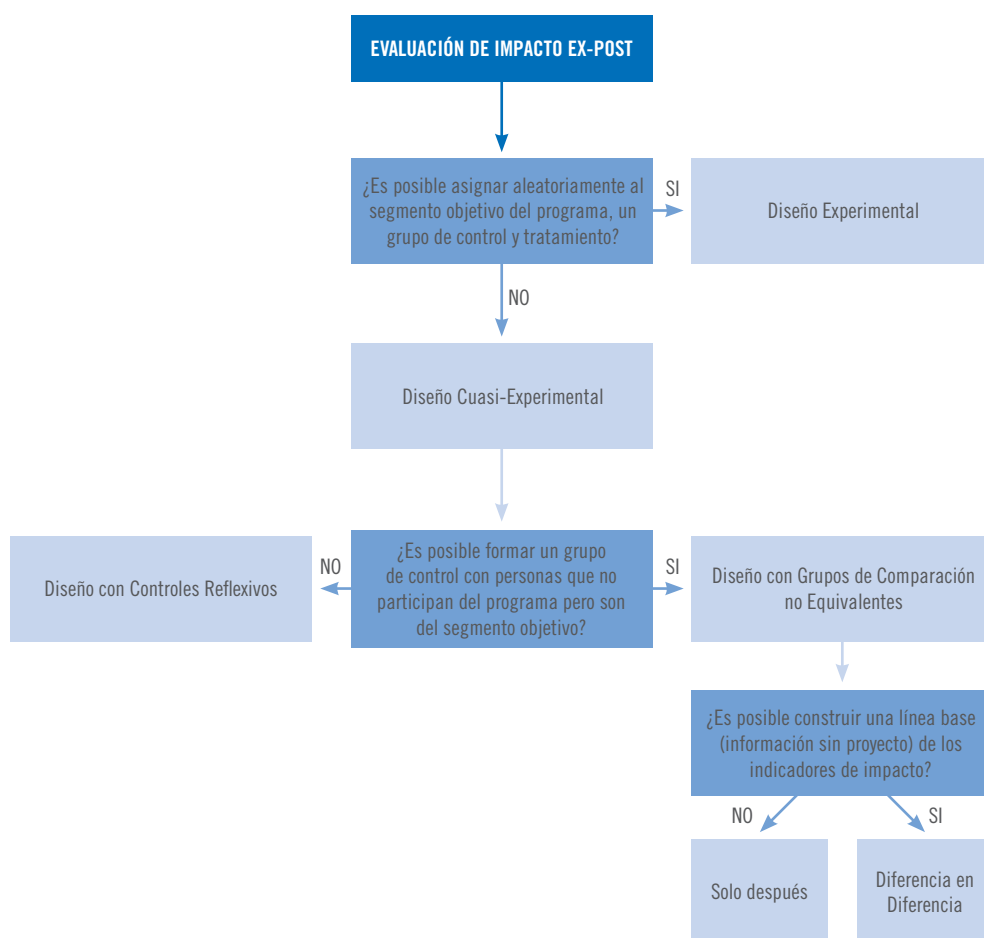 EVALUACIÓN DE IMPACTO EX-POST
¿Es posible asignar aleatoriamente al
segmento objetivo del programa, un
grupo de control y tratamiento?
SI
Diseño Experimental
NO
Diseño Cuasi-Experimental
Diseño con Controles Reflexivos
NO
¿Es posible formar un grupo
de control con personas que no
participan del programa pero son
del segmento objetivo?
SI
Diseño con Grupos de Comparación
no Equivalentes
¿Es posible construir una línea base
(información sin proyecto) de los
indicadores de impacto?
NO
SI
Solo después
Diferencia en
Diferencia